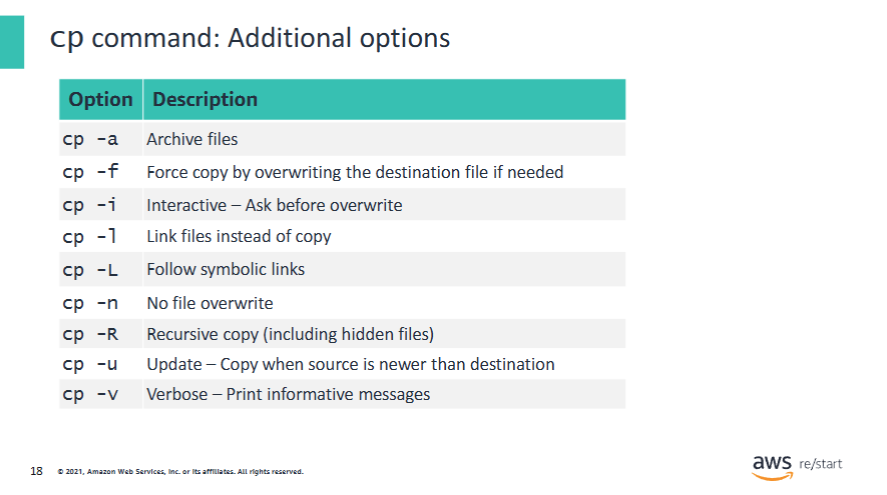 cp command: Additional options
Option Description
cp -a Archive files
cp -f Force copy by overwriting the destination file if needed
cp -i Interactive – Ask before overwrite
cp -l Link files instead of copy
cp -L Follow symbolic links
cp -n No file overwrite
cp -R Recursive copy (including hidden files)
cp -u Update – Copy when source is newer than destination
cp -v Verbose – Print informative messages
18 © 2021, Amazon Web Services, Inc. or its affiliates. All rights reserved.
aws re/start